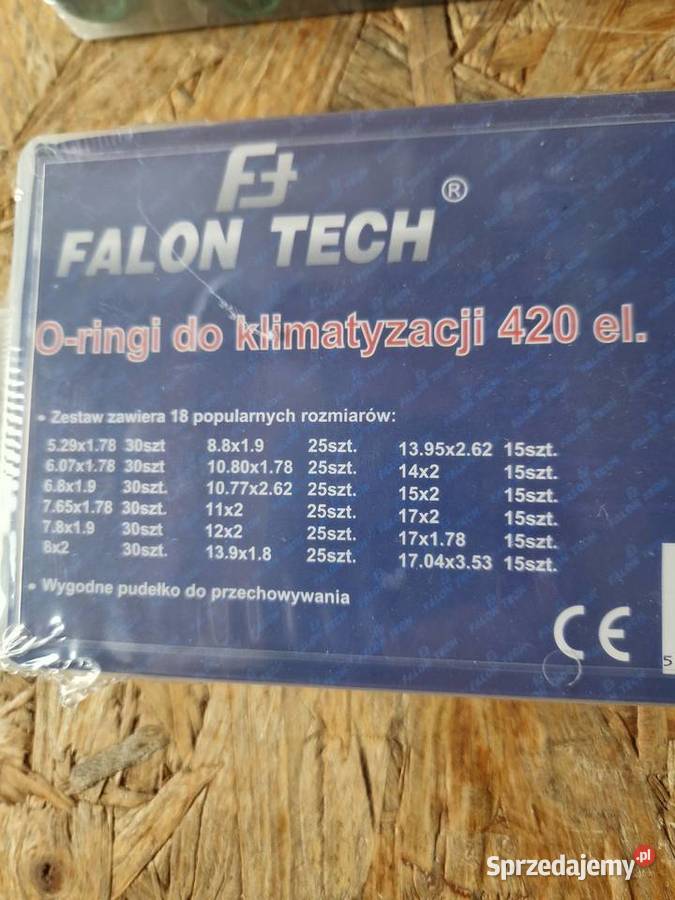 FALON TECH ®
O-ringi do klimatyzacji 420 el.
• Zestaw zawiera 18 popularnych rozmiarów:
5.29x1.78 30szt
6.07x1.78 30szt
6.8x1.9 30szt.
7.65x1.78 30szt.
7.8x1.9 30szt
8x2 30szt.
8.8x1.9 25szt.
10.80x1.78 25szt.
10.77x2.62 25szt.
11x2 25szt.
12x2 25szt.
13.9x1.8 25szt.
13.95x2.62 15szt.
14x2 15szt.
15x2 15szt.
17x2 15szt.
17x1.78 15szt.
17.04x3.53 15szt.
• Wygodne pudełko do przechowywania
CE
5
Sprzedajemy.pl